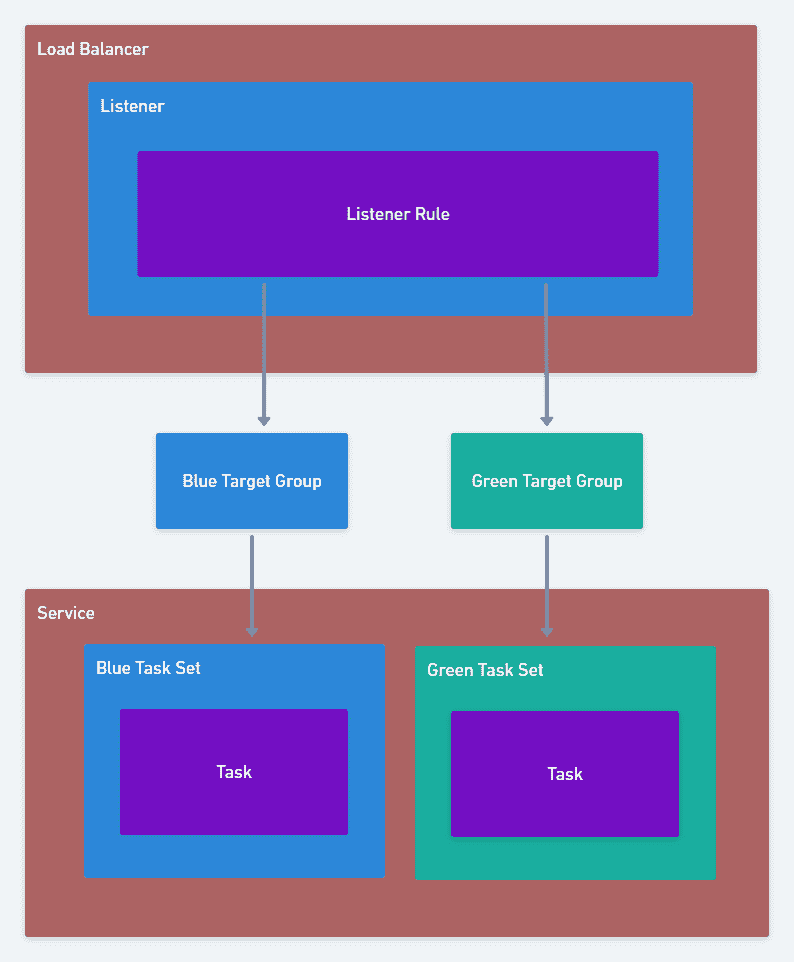 Load Balancer
Listener
Listener Rule
Blue Target Group
Green Target Group
Service
Blue Task Set
Green Task Set
Task
Task